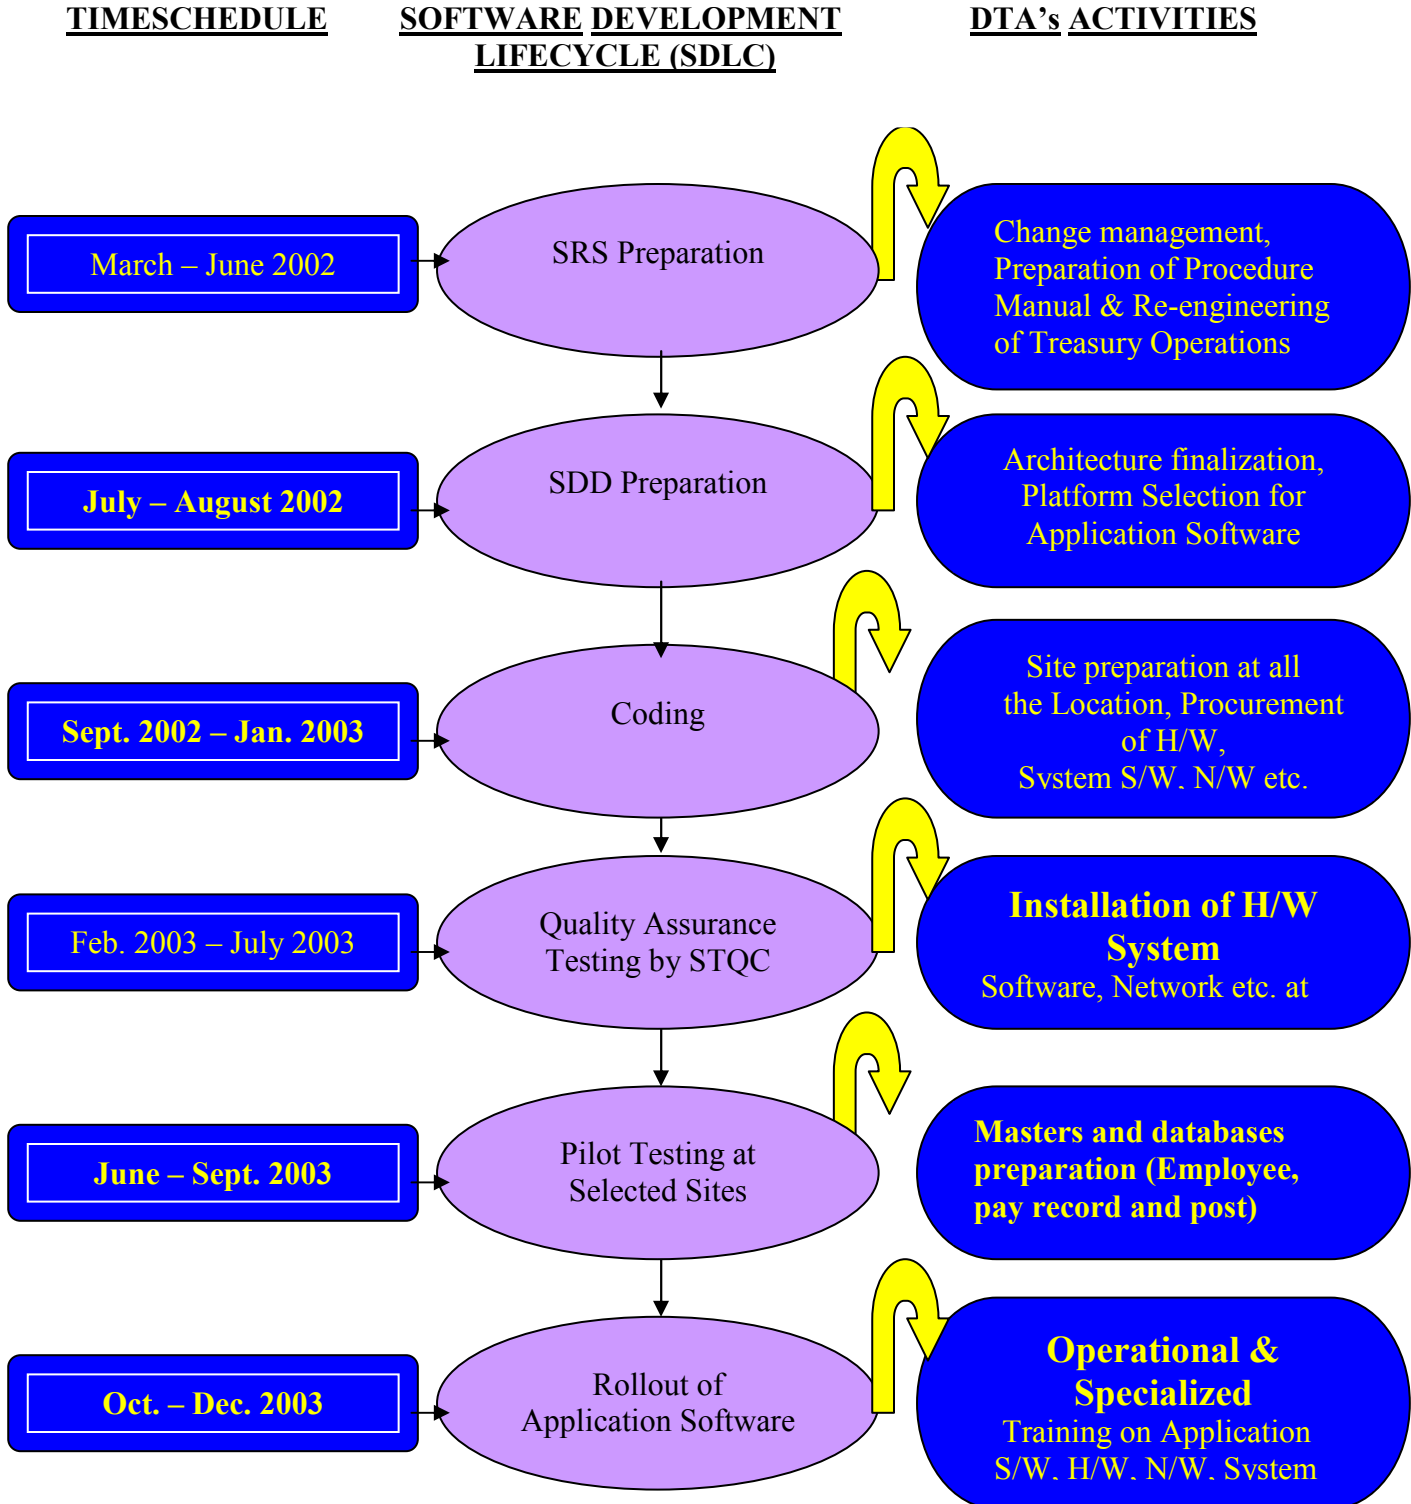 TIMESCHEDULE
SOFTWARE DEVELOPMENT
LIFECYCLE (SDLC)
DTA's ACTIVITIES
March – June 2002
SRS Preparation
Change management,
Preparation of Procedure
Manual & Re-engineering
of Treasury Operations
July – August 2002
SDD Preparation
Architecture finalization,
Platform Selection for
Application Software
Sept. 2002 – Jan. 2003
Coding
Site preparation at all
the Location, Procurement
of H/W,
System S/W, N/W etc.
Feb. 2003 – July 2003
Quality Assurance
Testing by STQC
Installation of H/W
System
Software, Network etc. at
June – Sept. 2003
Pilot Testing at
Selected Sites
Masters and databases
preparation (Employee,
pay record and post)
Oct. – Dec. 2003
Rollout of
Application Software
Operational &
Specialized
Training on Application
S/W, H/W, N/W, System